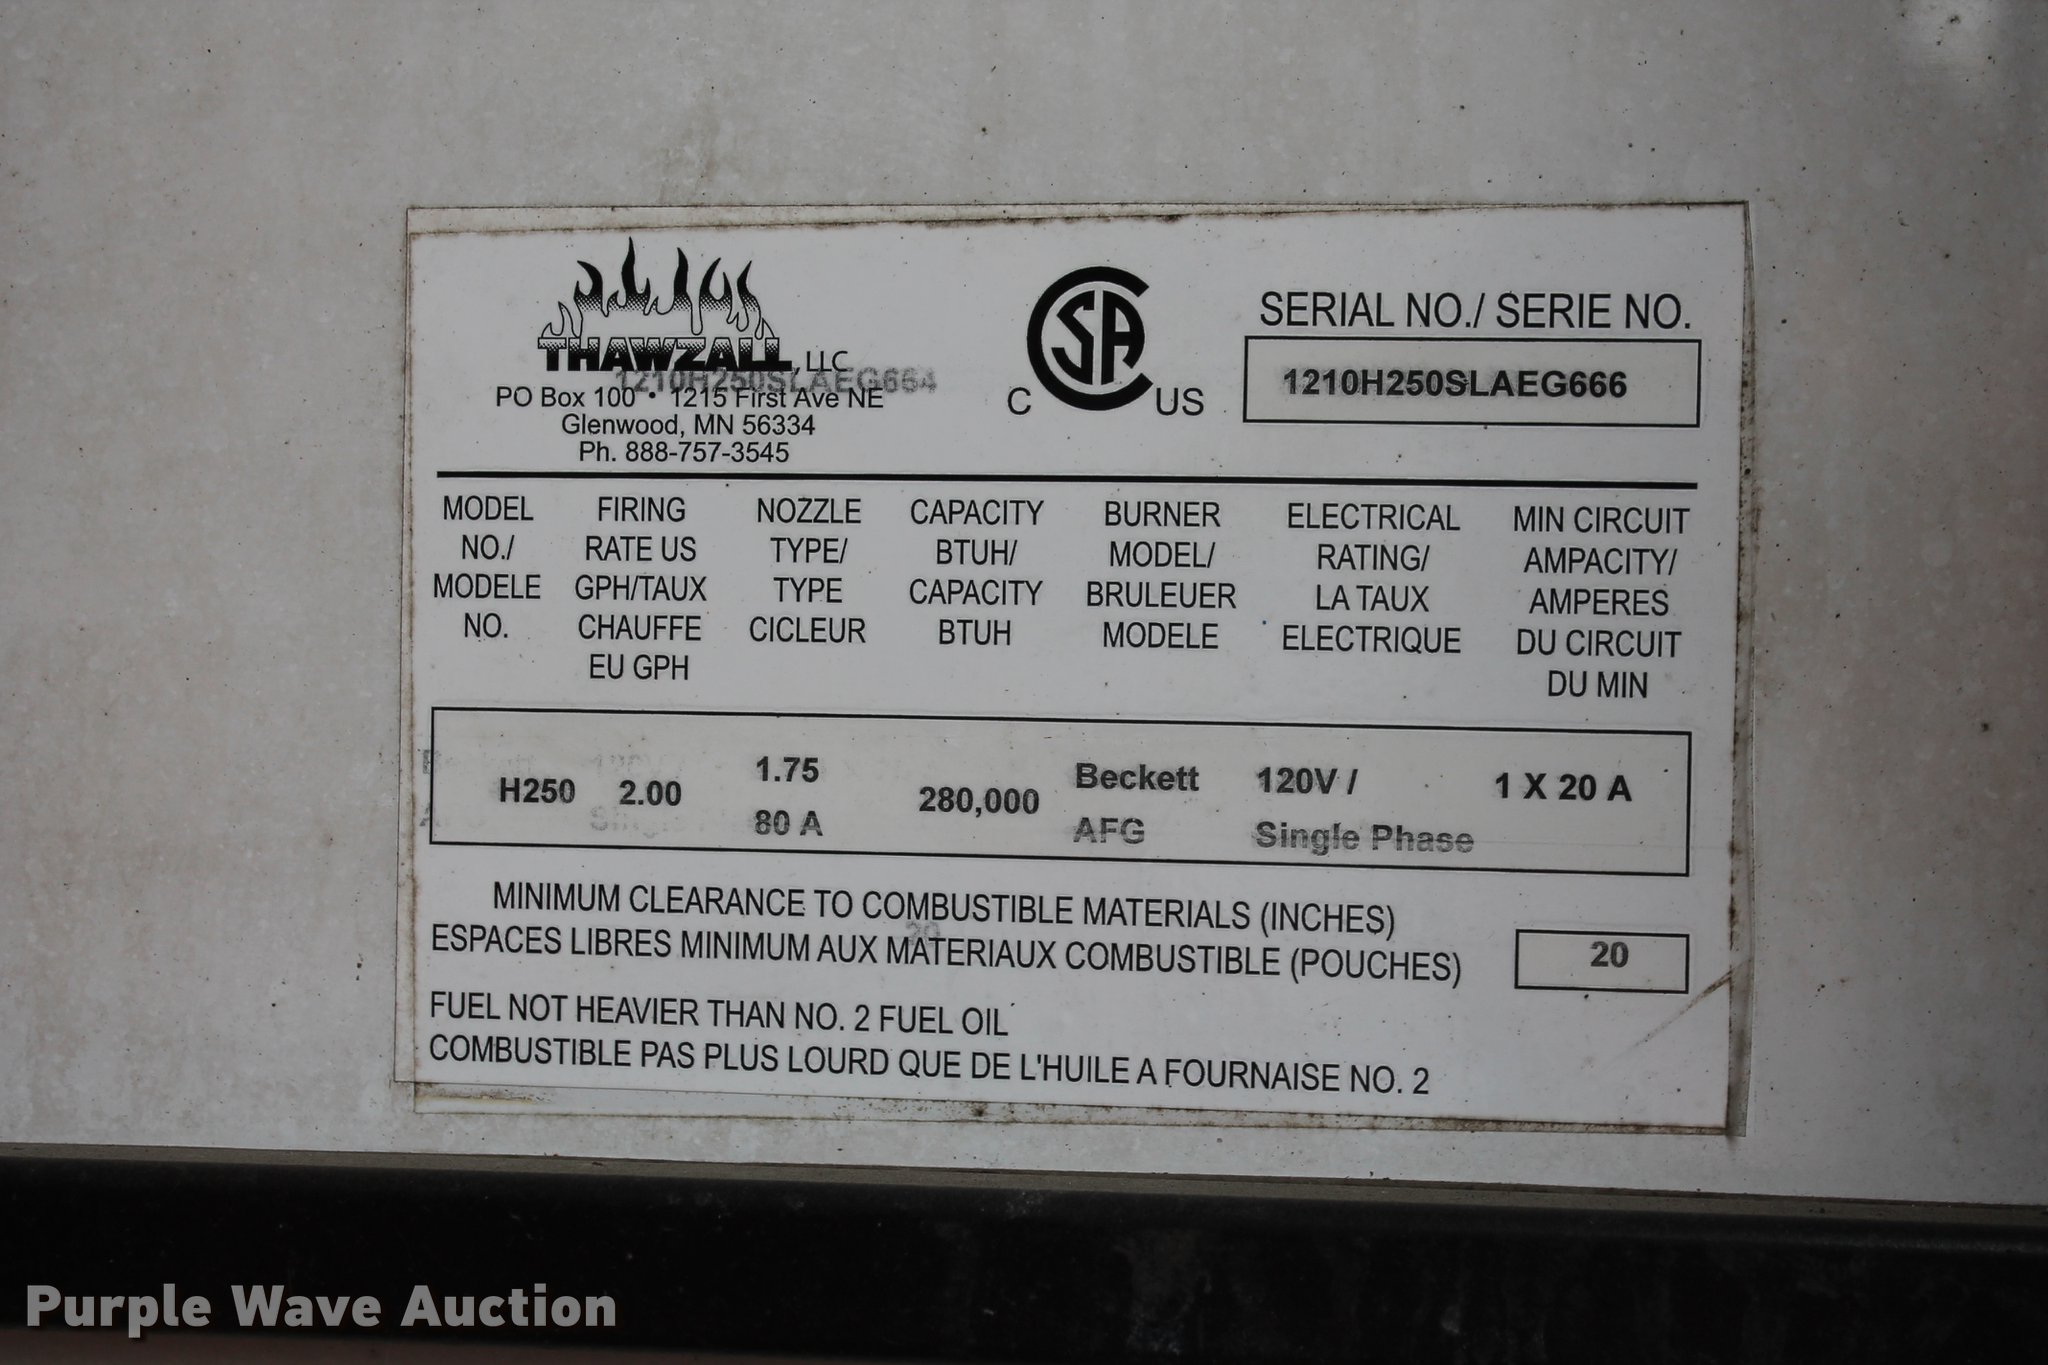 THAWZALL, LLC
1210H250SLAEG664
PO Box 100 • 1215 First Ave NE
Glenwood, MN 56334
Ph. 888-757-3545
CSA
C US
SERIAL NO./ SERIE NO.
1210H250SLAEG666
MODEL NO./ MODELE NO.
FIRING RATE US GPH/TAUX CHAUFFE EU GPH
NOZZLE TYPE/ TYPE CICLEUR
CAPACITY BTUH/ CAPACITY BTUH
BURNER MODEL/ BRULEUER MODELE
ELECTRICAL RATING/ LA TAUX ELECTRIQUE
MIN CIRCUIT AMPACITY/ AMPERES DU CIRCUIT DU MIN
H250
2.00
1.75 80 A
280,000
Beckett AFG
120V / Single Phase
1 X 20 A
MINIMUM CLEARANCE TO COMBUSTIBLE MATERIALS (INCHES)
20
ESPACES LIBRES MINIMUM AUX MATERIAUX COMBUSTIBLE (POUCHES)
20
FUEL NOT HEAVIER THAN NO. 2 FUEL OIL
COMBUSTIBLE PAS PLUS LOURD QUE DE L'HUILE A FOURNAISE NO. 2
Purple Wave Auction